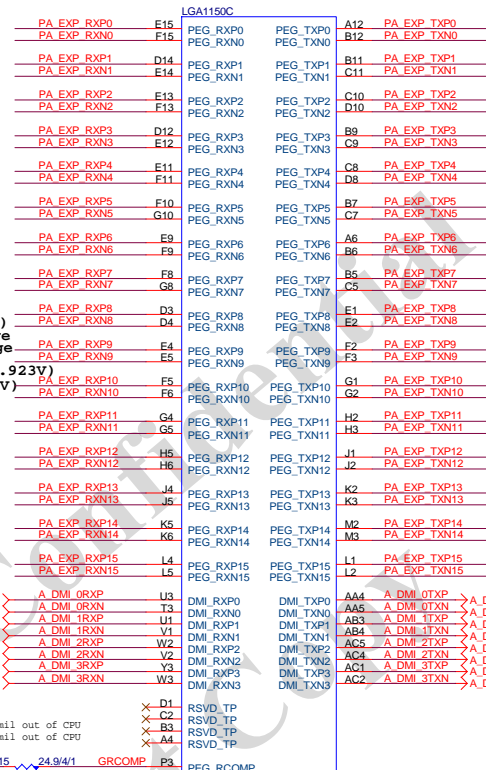 LGA1150C
PA_EXP_RXP0 E15 PEG_RXP0 PEG_TXP0 A12 PA_EXP_TXP0
PA_EXP_RXN0 F15 PEG_RXN0 PEG_TXN0 B12 PA_EXP_TXN0
PA_EXP_RXP1 D14 PEG_RXP1 PEG_TXP1 B11 PA_EXP_TXP1
PA_EXP_RXN1 E14 PEG_RXN1 PEG_TXN1 C11 PA_EXP_TXN1
PA_EXP_RXP2 E13 PEG_RXP2 PEG_TXP2 C10 PA_EXP_TXP2
PA_EXP_RXN2 F13 PEG_RXN2 PEG_TXN2 D10 PA_EXP_TXN2
PA_EXP_RXP3 D12 PEG_RXP3 PEG_TXP3 B9 PA_EXP_TXP3
PA_EXP_RXN3 E12 PEG_RXN3 PEG_TXN3 C9 PA_EXP_TXN3
PA_EXP_RXP4 E11 PEG_RXP4 PEG_TXP4 C8 PA_EXP_TXP4
PA_EXP_RXN4 F11 PEG_RXN4 PEG_TXN4 D8 PA_EXP_TXN4
PA_EXP_RXP5 F10 PEG_RXP5 PEG_TXP5 B7 PA_EXP_TXP5
PA_EXP_RXN5 G10 PEG_RXN5 PEG_TXN5 C7 PA_EXP_TXN5
PA_EXP_RXP6 E9 PEG_RXP6 PEG_TXP6 A6 PA_EXP_TXP6
PA_EXP_RXN6 F9 PEG_RXN6 PEG_TXN6 B6 PA_EXP_TXN6
PA_EXP_RXP7 F8 PEG_RXP7 PEG_TXP7 B5 PA_EXP_TXP7
PA_EXP_RXN7 G8 PEG_RXN7 PEG_TXN7 C5 PA_EXP_TXN7
PA_EXP_RXP8 D3 PEG_RXP8 PEG_TXP8 E1 PA_EXP_TXP8
) PA_EXP_RXN8 D4 PEG_RXN8 PEG_TXN8 E2 PA_EXP_TXN8
PA_EXP_RXP9 E4 PEG_RXP9 PEG_TXP9 F2 PA_EXP_TXP9
PA_EXP_RXN9 E5 PEG_RXN9 PEG_TXN9 F3 PA_EXP_TXN9
.923V)
PA_EXP_RXP10 F5 PEG_RXP10 PEG_TXP10 G1 PA_EXP_TXP10
V) PA_EXP_RXN10 F6 PEG_RXN10 PEG_TXN10 G2 PA_EXP_TXN10
PA_EXP_RXP11 G4 PEG_RXP11 PEG_TXP11 H2 PA_EXP_TXP11
PA_EXP_RXN11 G5 PEG_RXN11 PEG_TXN11 H3 PA_EXP_TXN11
PA_EXP_RXP12 H5 PEG_RXP12 PEG_TXP12 J1 PA_EXP_TXP12
PA_EXP_RXN12 H6 PEG_RXN12 PEG_TXN12 J2 PA_EXP_TXN12
PA_EXP_RXP13 J4 PEG_RXP13 PEG_TXP13 K2 PA_EXP_TXP13
PA_EXP_RXN13 J5 PEG_RXN13 PEG_TXN13 K3 PA_EXP_TXN13
PA_EXP_RXP14 K5 PEG_RXP14 PEG_TXP14 M2 PA_EXP_TXP14
PA_EXP_RXN14 K6 PEG_RXN14 PEG_TXN14 M3 PA_EXP_TXN14
PA_EXP_RXP15 L4 PEG_RXP15 PEG_TXP15 L1 PA_EXP_TXP15
PA_EXP_RXN15 L5 PEG_RXN15 PEG_TXN15 L2 PA_EXP_TXN15
A_DMI_0RXP U3 DMI_RXP0 DMI_TXP0 AA4 A_DMI_0TXP
A_DMI_0RXN T3 DMI_RXN0 DMI_TXN0 AA5 A_DMI_0TXN
A_DMI_1RXP U1 DMI_RXP1 DMI_TXP1 AB3 A_DMI_1TXP
A_DMI_1RXN V1 DMI_RXN1 DMI_TXN1 AB4 A_DMI_1TXN
A_DMI_2RXP W2 DMI_RXP2 DMI_TXP2 AC5 A_DMI_2TXP
A_DMI_2RXN V2 DMI_RXN2 DMI_TXN2 AC4 A_DMI_2TXN
A_DMI_3RXP Y3 DMI_RXP3 DMI_TXP3 AC1 A_DMI_3TXP
A_DMI_3RXN W3 DMI_RXN3 DMI_TXN3 AC2 A_DMI_3TXN
D1 RSVD_TP
C2 RSVD_TP
mil out of CPU B3 RSVD_TP
mil out of CPU A4 RSVD_TP
15 24.9/4/1 GRCOMP P3 PEG_RCOMP
Confidential
Copy